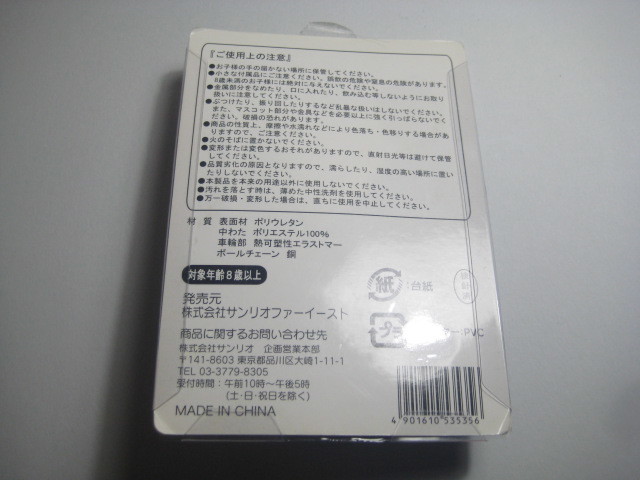 『ご使用上の注意』
●お子様の手の届かない場所に保管してください。
●小さな付属品にご注意ください。誤飲の危険や窒息の危険があります。
8歳未満のお子様には絶対に与えないでください。
●金属部分をなめたり、口に入れたり、飲み込む等しないようにお取り
扱いに注意してください。
●ぶつけたり、振り回したりするなど乱暴な扱いはしないでください。
また、マスコット部分や金具などを必要以上に強く引っぱらないでく
ださい。破損の恐れがあります。
●商品の性質上、摩擦や水濡れなどにより色落ち・色移りする場合があ
りますので、ご注意ください。
●火のそばに置かないでください。
●変形または変色するおそれがありますので、直射日光等は避けて保管
してください。
●品質劣化の原因となりますので、濡らしたり、湿度の高い場所に置い
たりしないでください。
●本製品を本来の用途以外に使用しないでください。
●汚れを落とす時は、薄めた中性洗剤を使用してください。
●万一破損・変形した場合は、直ちに使用を中止してください。
材 質 表面材 ポリウレタン
中わた ポリエステル100%
車輪部 熱可塑性エラストマー
ボールチェーン 鋼
対象年齢8歳以上
紙 :台紙
プラ
ー:PVC
発売元
株式会社サンリオファーイースト
商品に関するお問い合わせ先
株式会社サンリオ 企画営業本部
〒141-8603 東京都品川区大崎1-11-1
TEL 03-3779-8305
受付時間:午前10時～午後5時
(土・日・祝日を除く)
MADE IN CHINA
4 901610 535356